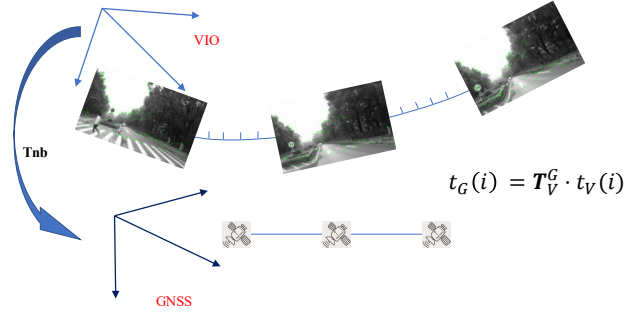 VIO
Tnb
t_G(i) = T_V^G · t_V(i)
GNSS